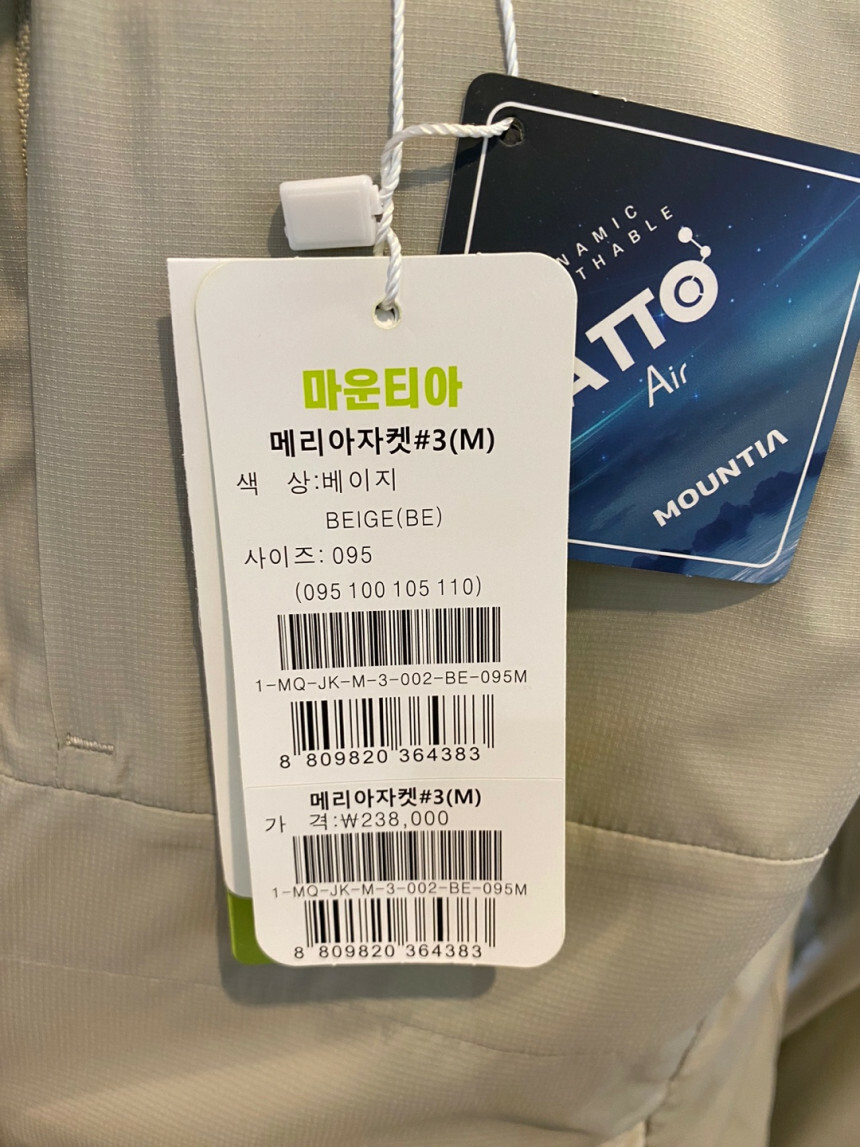 마운티아
메리아자켓#3(M)
색 상:베이지
BEIGE(BE)
사이즈: 095
(095 100 105 110)
1-MQ-JK-M-3-002-BE-095M
8 809820 364383
메리아자켓#3(M)
가 격:₩238,000
1-MQ-JK-M-3-002-BE-095M
8 809820 364383
Air
MOUNTIA